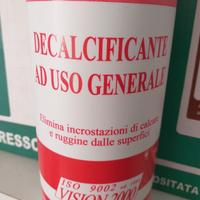 DECALCIFICANTE
AD USO GENERALE
Elimina incrostazioni di calcare
e ruggine dalle superfici
RESSO
OSITATA
ISO 9002
VISION 2000